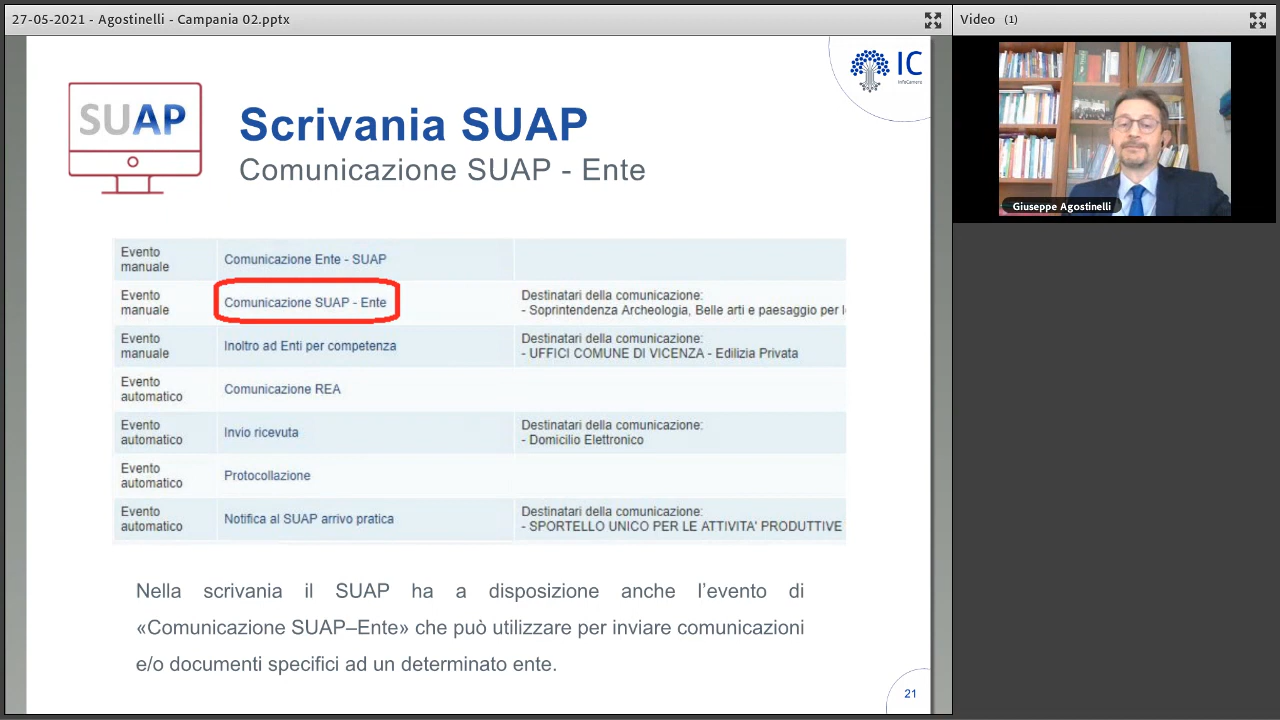 27-05-2021 - Agostinelli - Campania 02.pptx
Video (1)
IC
InfoCamere
SUAP
Scrivania SUAP
Comunicazione SUAP - Ente
Giuseppe Agostinelli
Evento manuale Comunicazione Ente - SUAP
Evento manuale Comunicazione SUAP - Ente Destinatari della comunicazione:
- Soprintendenza Archeologia, Belle arti e paesaggio per l
Evento manuale Inoltro ad Enti per competenza Destinatari della comunicazione:
- UFFICI COMUNE DI VICENZA - Edilizia Privata
Evento automatico Comunicazione REA
Evento automatico Invio ricevuta Destinatari della comunicazione:
- Domicilio Elettronico
Evento automatico Protocollazione
Evento automatico Notifica al SUAP arrivo pratica Destinatari della comunicazione:
- SPORTELLO UNICO PER LE ATTIVITA' PRODUTTIVE
Nella scrivania il SUAP ha a disposizione anche l’evento di
«Comunicazione SUAP–Ente» che può utilizzare per inviare comunicazioni
e/o documenti specifici ad un determinato ente.
21